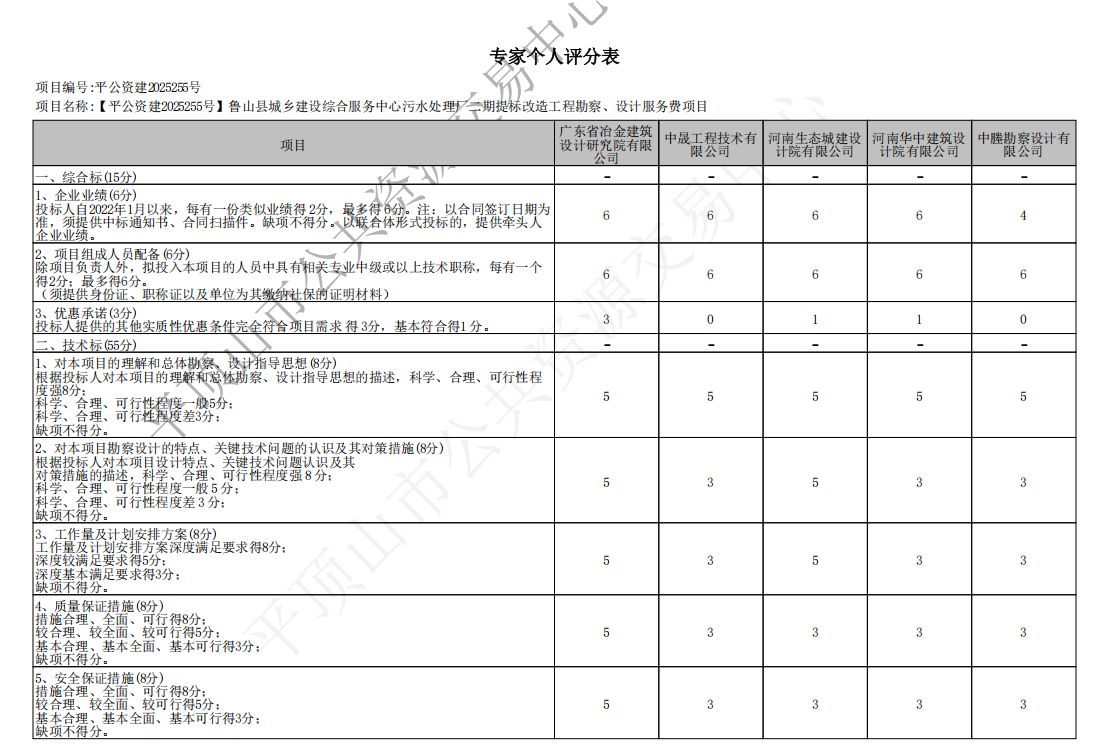 专家个人评分表
项目编号:平公资建2025255号
项目名称:【平公资建2025255号】鲁山县城乡建设综合服务中心污水处理厂二期提标改造工程勘察、设计服务费项目
项目
广东省冶金建筑
设计研究院有限
公司
中晟工程技术有
限公司
河南生态城建设
计院有限公司
河南华中建筑设
计院有限公司
中塍勘察设计有
限公司
一、综合标(15分) - - - - -
1、企业业绩(6分)
投标人自2022年1月以来，每有一份类似业绩得2分，最多得6分。注：以合同签订日期为
准，须提供中标通知书、合同扫描件。缺项不得分。以联合体形式投标的，提供牵头人
企业业绩。
6 6 6 6 4
2、项目组成人员配备(6分)
除项目负责人外，拟投入本项目的人员中具有相关专业中级或以上技术职称，每有一个
得2分；最多得6分。
（须提供身份证、职称证以及单位为其缴纳社保的证明材料）
6 6 6 6 6
3、优惠承诺(3分)
投标人提供的其他实质性优惠条件完全符合项目需求 得 3分，基本符合得1 分。
3 0 1 1 0
二、技术标(55分) - - - - -
1、对本项目的理解和总体勘察、设计指导思想(8分)
根据投标人对本项目的理解和总体勘察、设计指导思想的描述，科学、合理、可行性程
度强8分；
科学、合理、可行性程度一般5分；
科学、合理、可行性程度差3分；
缺项不得分。
5 5 5 5 5
2、对本项目勘察设计的特点、关键技术问题的认识及其对策措施(8分)
根据投标人对本项目设计特点、关键技术问题认识及其
对策措施的描述，科学、合理、可行性程度强 8 分；
科学、合理、可行性程度一般 5 分；
科学、合理、可行性程度差 3 分；
缺项不得分。
5 3 5 3 3
3、工作量及计划安排方案(8分)
工作量及计划安排方案深度满足要求得8分；
深度较满足要求得5分；
深度基本满足要求得3分；
缺项不得分。
5 3 5 3 3
4、质量保证措施(8分)
措施合理、全面、可行得8分；
较合理、较全面、较可行得5分；
基本合理、基本全面、基本可行得3分；
缺项不得分。
5 3 3 3 3
5、安全保证措施(8分)
措施合理、全面、可行得8分；
较合理、较全面、较可行得5分；
基本合理、基本全面、基本可行得3分；
缺项不得分。
5 3 3 3 3
平顶山市公共资源交易中心
平顶山市公共资源交易中心